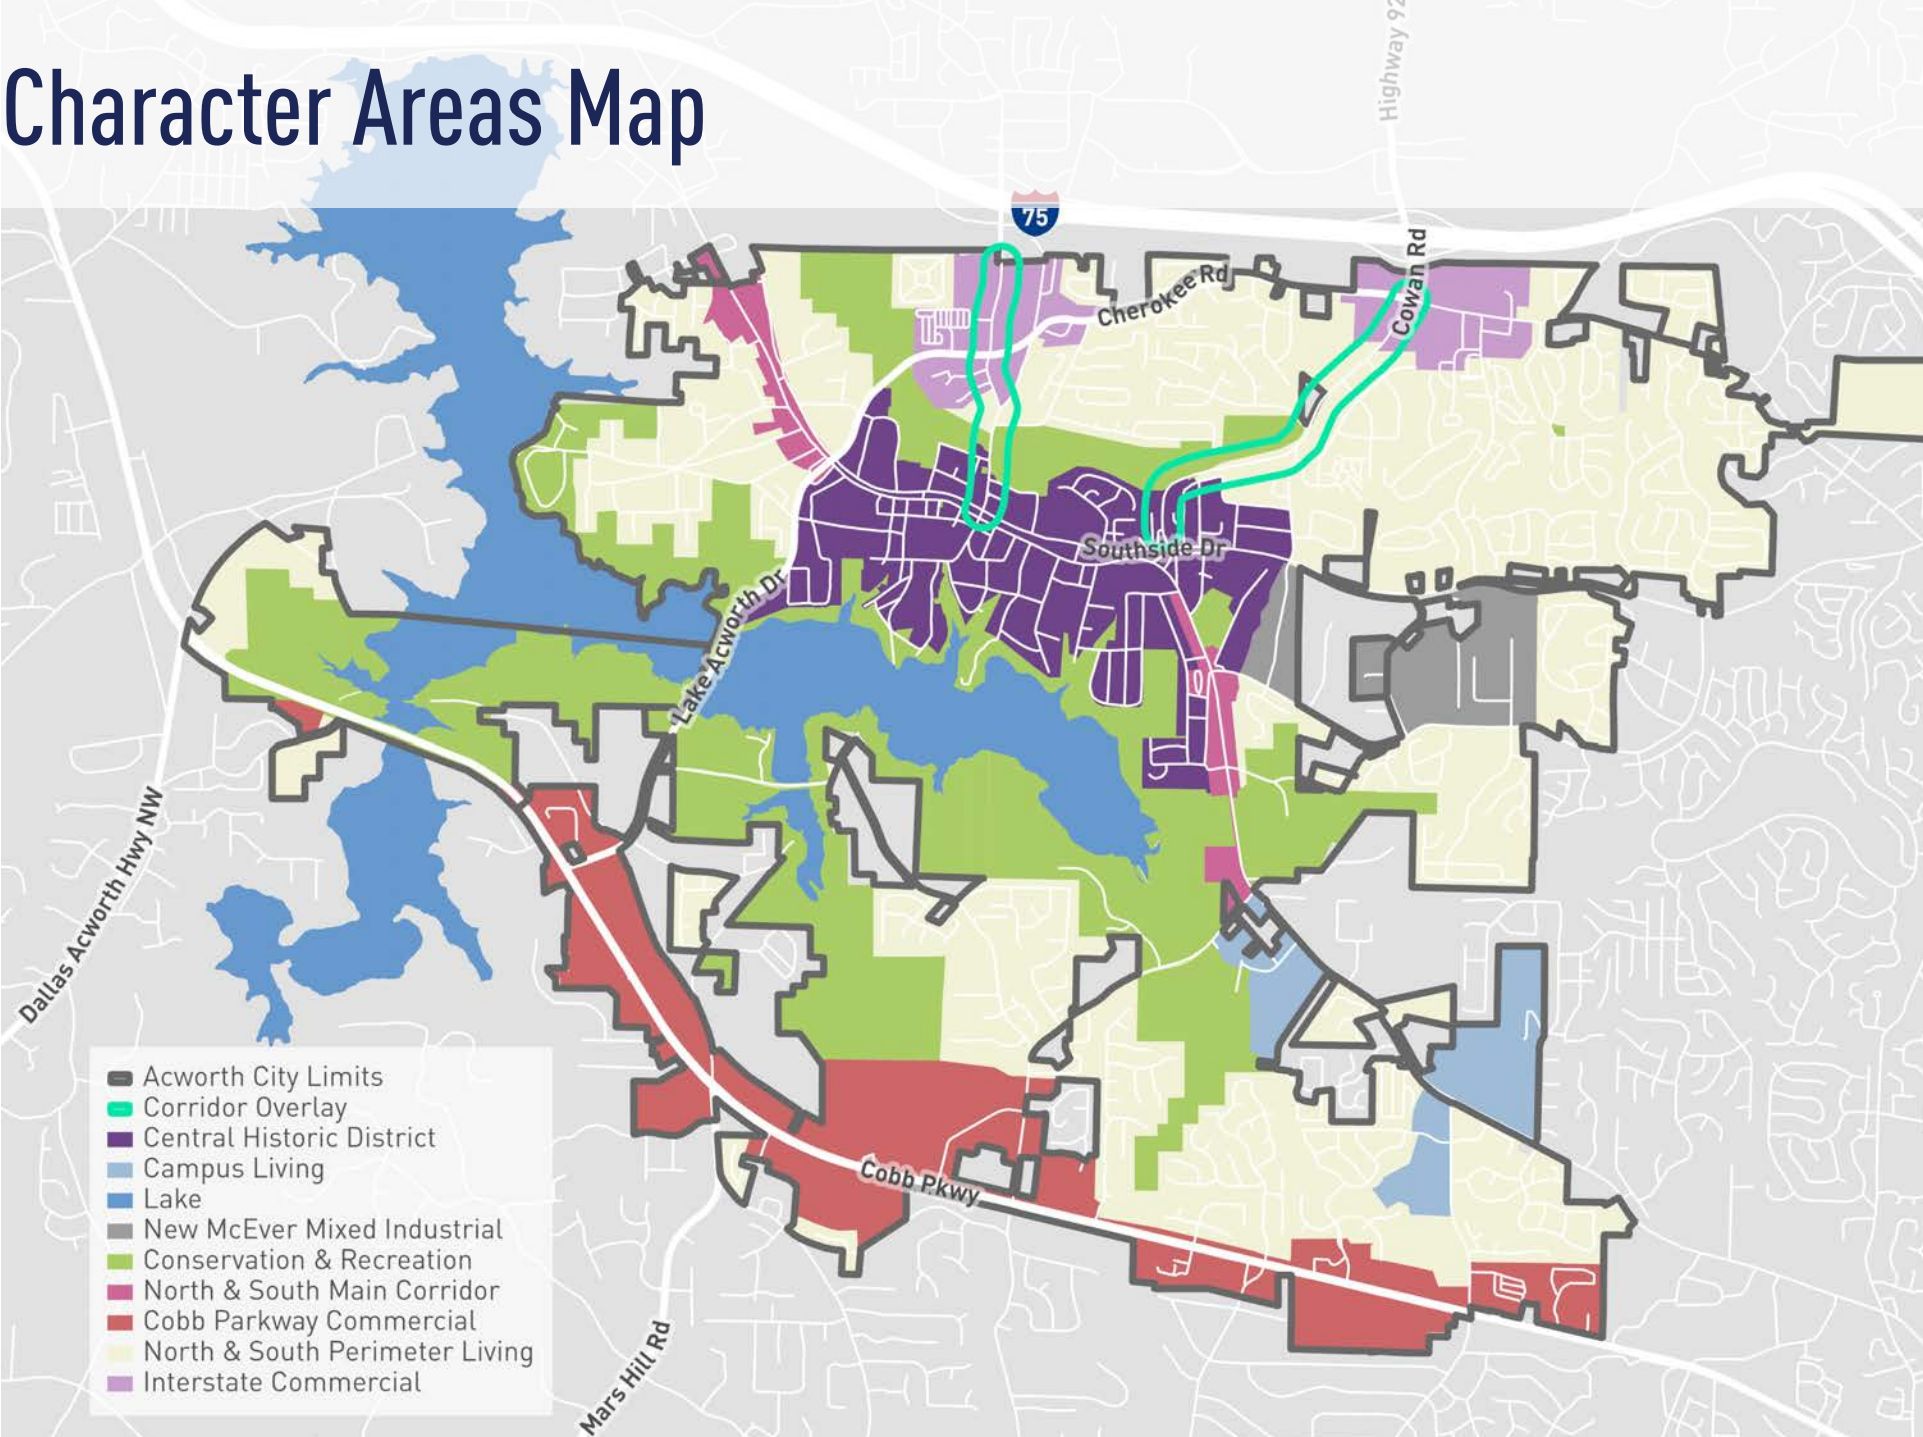 Character Areas Map
Highway 92
75
Cherokee Rd
Cowan Rd
Southside Dr
Lake Acworth Dr
Dallas Acworth Hwy NW
Cobb Pkwy
Mars Hill Rd
Acworth City Limits
Corridor Overlay
Central Historic District
Campus Living
Lake
New McEver Mixed Industrial
Conservation & Recreation
North & South Main Corridor
Cobb Parkway Commercial
North & South Perimeter Living
Interstate Commercial